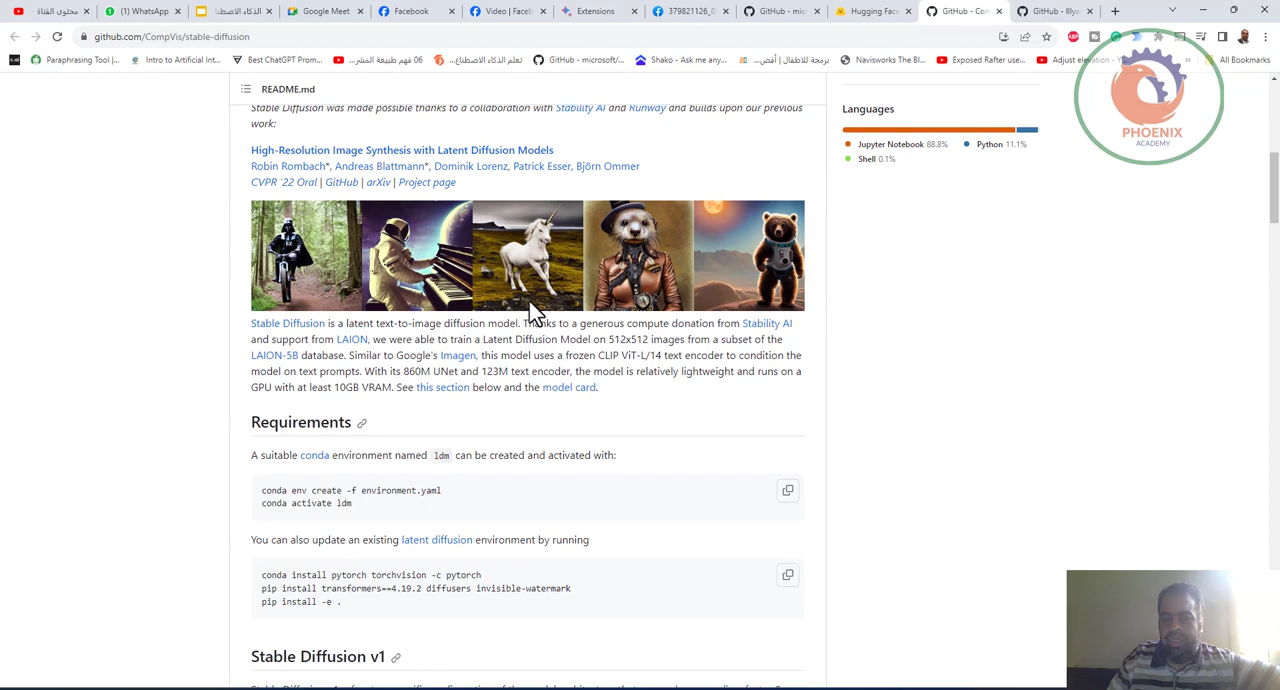 محتوى القناة -
(1) WhatsApp
الذكاء الاصطنا
Google Meet
Facebook
Video | Faceb
Extensions
379821126_8
GitHub - mic
Hugging Fac
GitHub - Com
GitHub - Illya
github.com/CompVis/stable-diffusion
Paraphrasing Tool |...
Intro to Artificial Int...
Best ChatGPT Prom...
06 فهم طبيعة المشر...
تعلم الذكاء الاصطناع...
GitHub - microsoft/...
Shako - Ask me any...
برمجة للاطفال | أفض...
Navisworks The Bl...
Exposed Rafter use...
Adjust elevation -
All Bookmarks
README.md
Stable Diffusion was made possible thanks to a collaboration with Stability AI and Runway and builds upon our previous
work:
High-Resolution Image Synthesis with Latent Diffusion Models
Robin Rombach*, Andreas Blattmann*, Dominik Lorenz, Patrick Esser, Björn Ommer
CVPR '22 Oral | GitHub | arXiv | Project page
Stable Diffusion is a latent text-to-image diffusion model. Thanks to a generous compute donation from Stability AI
and support from LAION, we were able to train a Latent Diffusion Model on 512x512 images from a subset of the
LAION-5B database. Similar to Google's Imagen, this model uses a frozen CLIP ViT-L/14 text encoder to condition the
model on text prompts. With its 860M UNet and 123M text encoder, the model is relatively lightweight and runs on a
GPU with at least 10GB VRAM. See this section below and the model card.
Requirements
A suitable conda environment named ldm can be created and activated with:
conda env create -f environment.yaml
conda activate ldm
You can also update an existing latent diffusion environment by running
conda install pytorch torchvision -c pytorch
pip install transformers==4.19.2 diffusers invisible-watermark
pip install -e .
Stable Diffusion v1
Languages
Jupyter Notebook 88.8%
Python 11.1%
Shell 0.1%
PHOENIX
ACADEMY